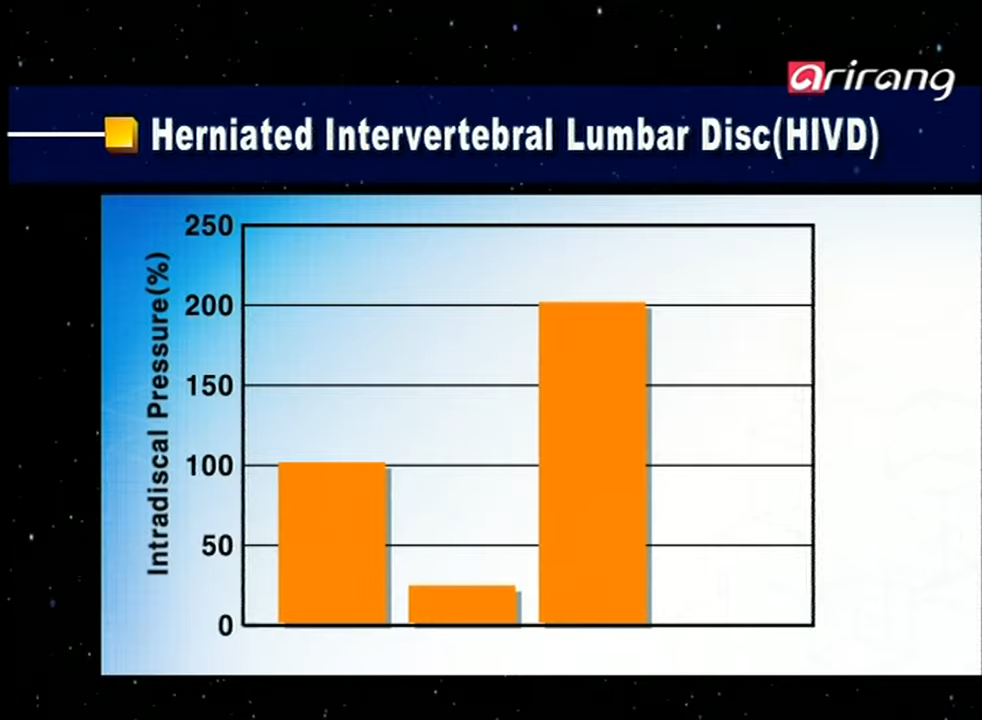 arirang
Herniated Intervertebral Lumbar Disc(HIVD)
Intradiscal Pressure(%)
250
200
150
100
50
0